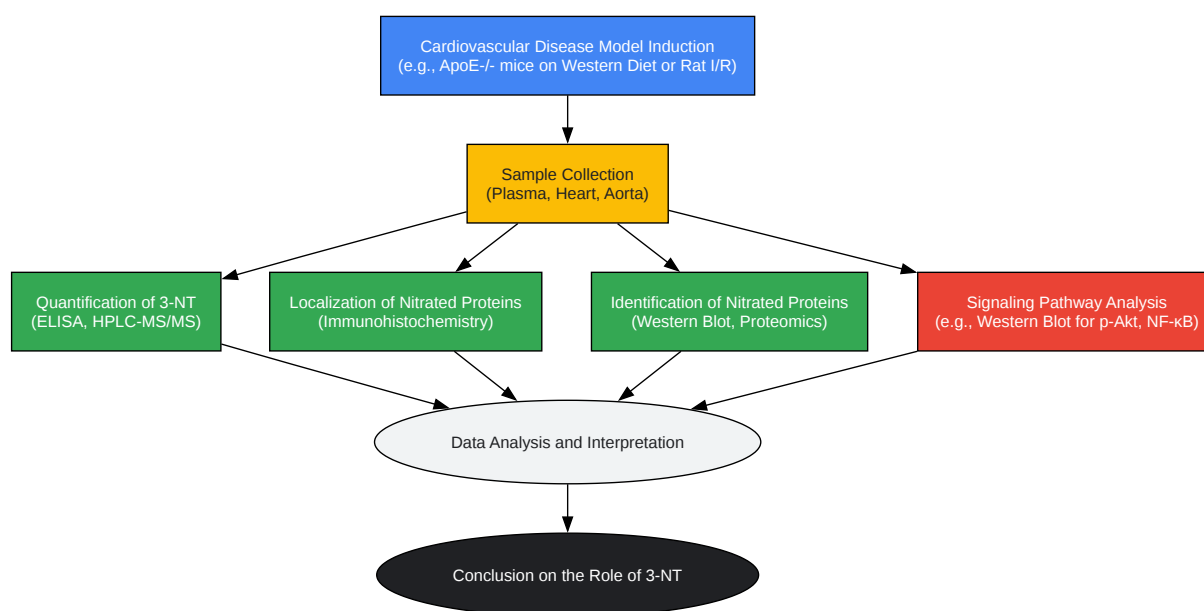 Cardiovascular Disease Model Induction
(e.g., ApoE-/- mice on Western Diet or Rat I/R)
Sample Collection
(Plasma, Heart, Aorta)
Quantification of 3-NT
(ELISA, HPLC-MS/MS)
Localization of Nitrated Proteins
(Immunohistochemistry)
Identification of Nitrated Proteins
(Western Blot, Proteomics)
Signaling Pathway Analysis
(e.g., Western Blot for p-Akt, NF-κB)
Data Analysis and Interpretation
Conclusion on the Role of 3-NT